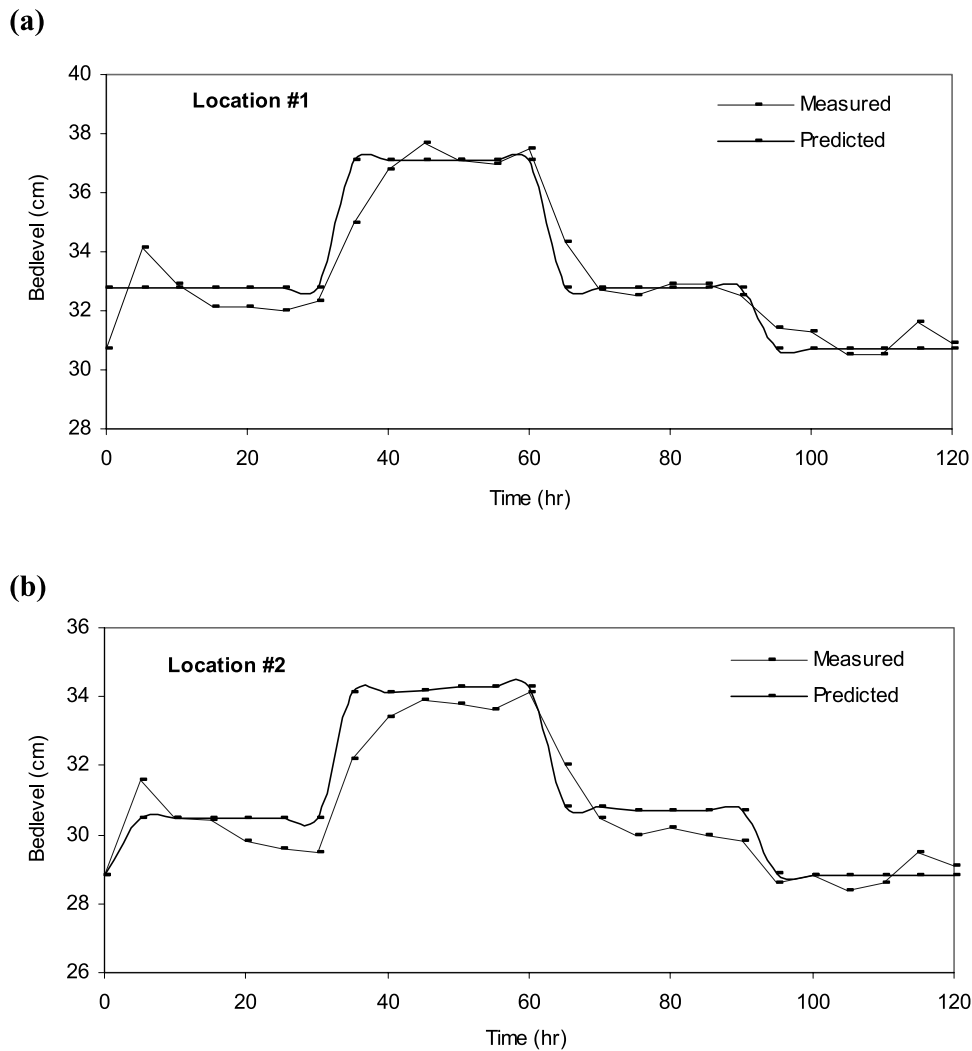 (a)
40
Location #1
Measured
38
Predicted
36
Bedlevel (cm)
34
32
30
28
0 20 40 60 80 100 120
Time (hr)
(b)
36
Location #2
Measured
34
Predicted
32
Bedlevel (cm)
30
28
26
0 20 40 60 80 100 120
Time (hr)